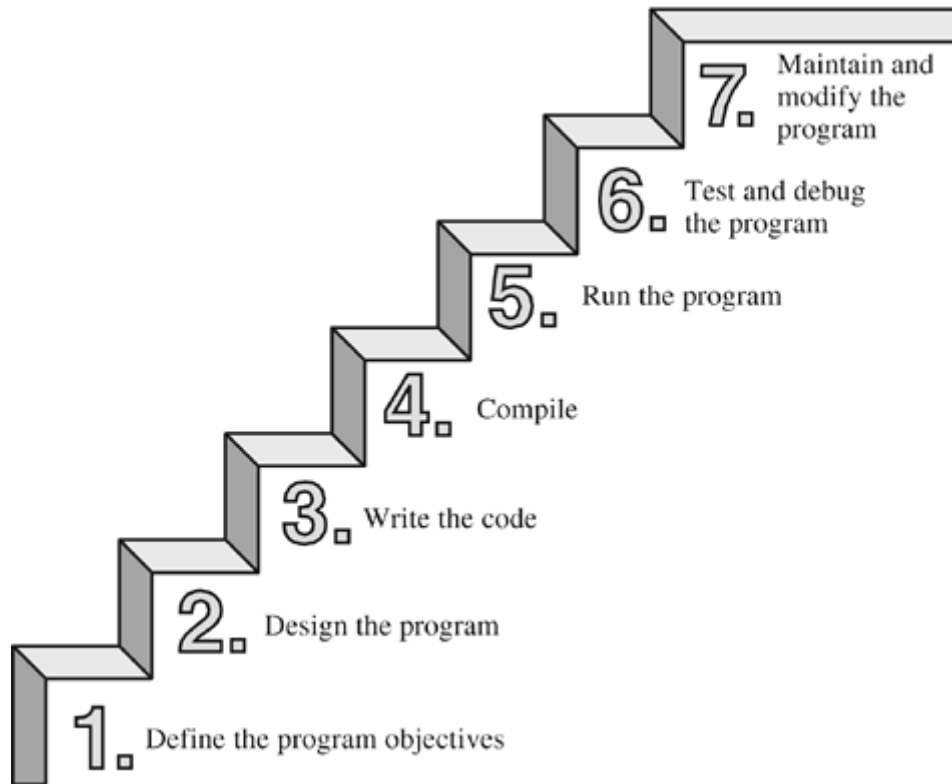 7. Maintain and
modify the
program
6. Test and debug
the program
5. Run the program
4. Compile
3. Write the code
2. Design the program
1. Define the program objectives